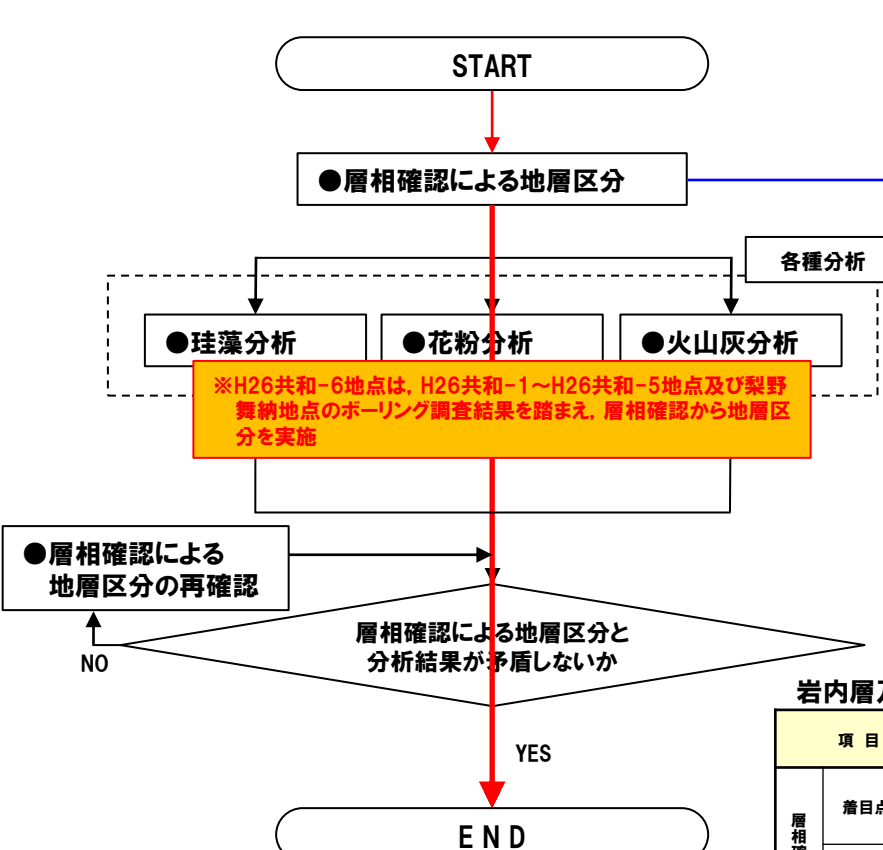 START
●層相確認による地層区分
各種分析
●珪藻分析
●花粉分析
●火山灰分析
※H26共和-6地点は，H26共和-1～H26共和-5地点及び梨野
舞納地点のボーリング調査結果を踏まえ，層相確認から地層区
分を実施
●層相確認による
地層区分の再確認
層相確認による地層区分と
分析結果が矛盾しないか
NO
YES
END
岩内層
項 目
着目点
層相